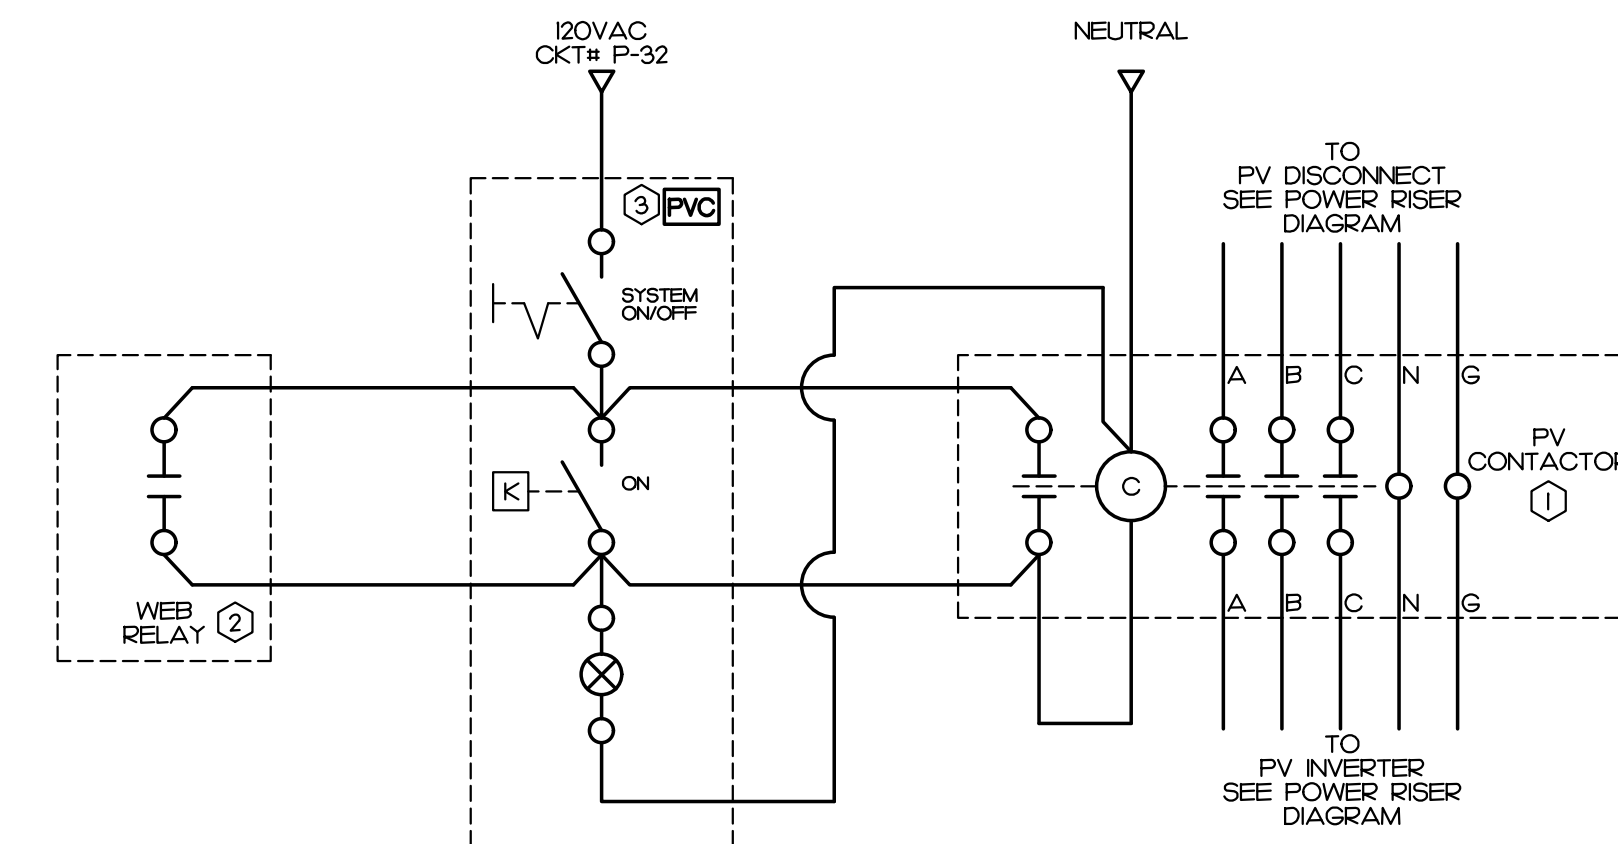 120VAC
CKT# P-32
NEUTRAL
TO
PV DISCONNECT
SEE POWER RISER
DIAGRAM
3
PVC
SYSTEM
ON/OFF
A B C N G
PV
CONTACTOR
1
K
ON
C
WEB
RELAY
2
A B C N G
TO
PV INVERTER
SEE POWER RISER
DIAGRAM